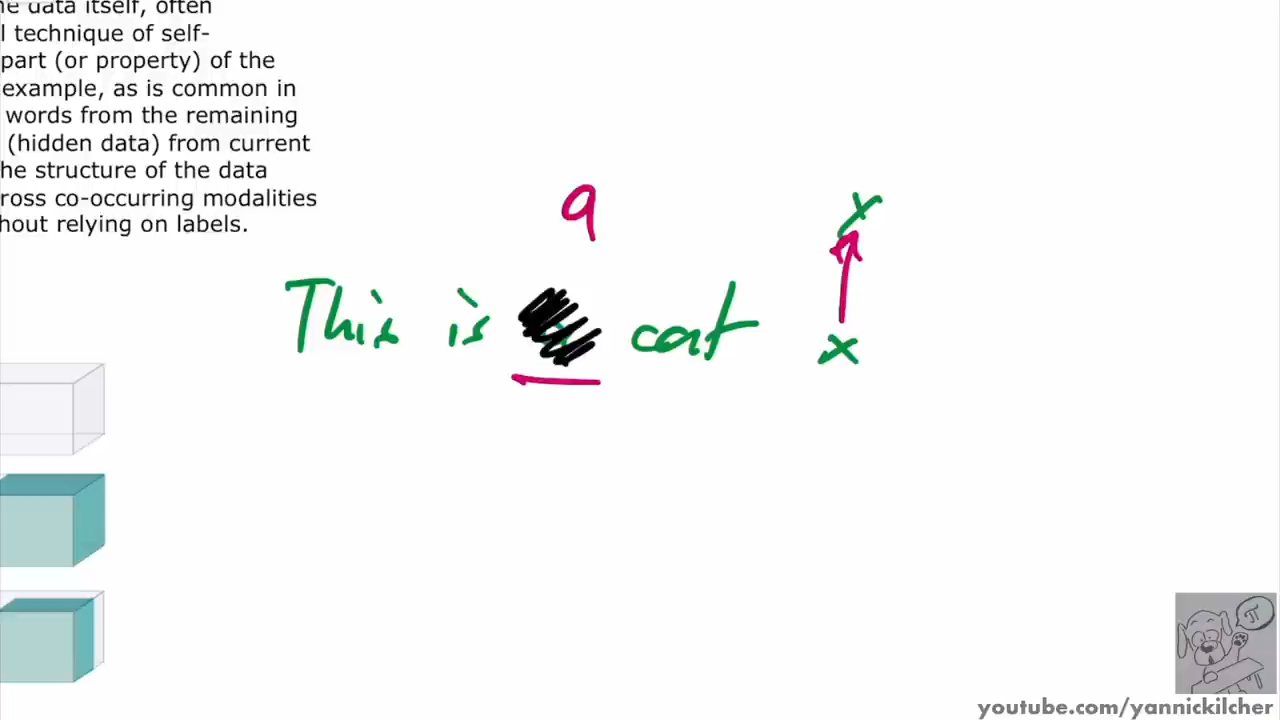 ne data itself, often
l technique of self-
part (or property) of the
example, as is common in
words from the remaining
(hidden data) from current
he structure of the data
ross co-occurring modalities
hout relying on labels.
a
x
This is cat
x
π
youtube.com/yannickilcher